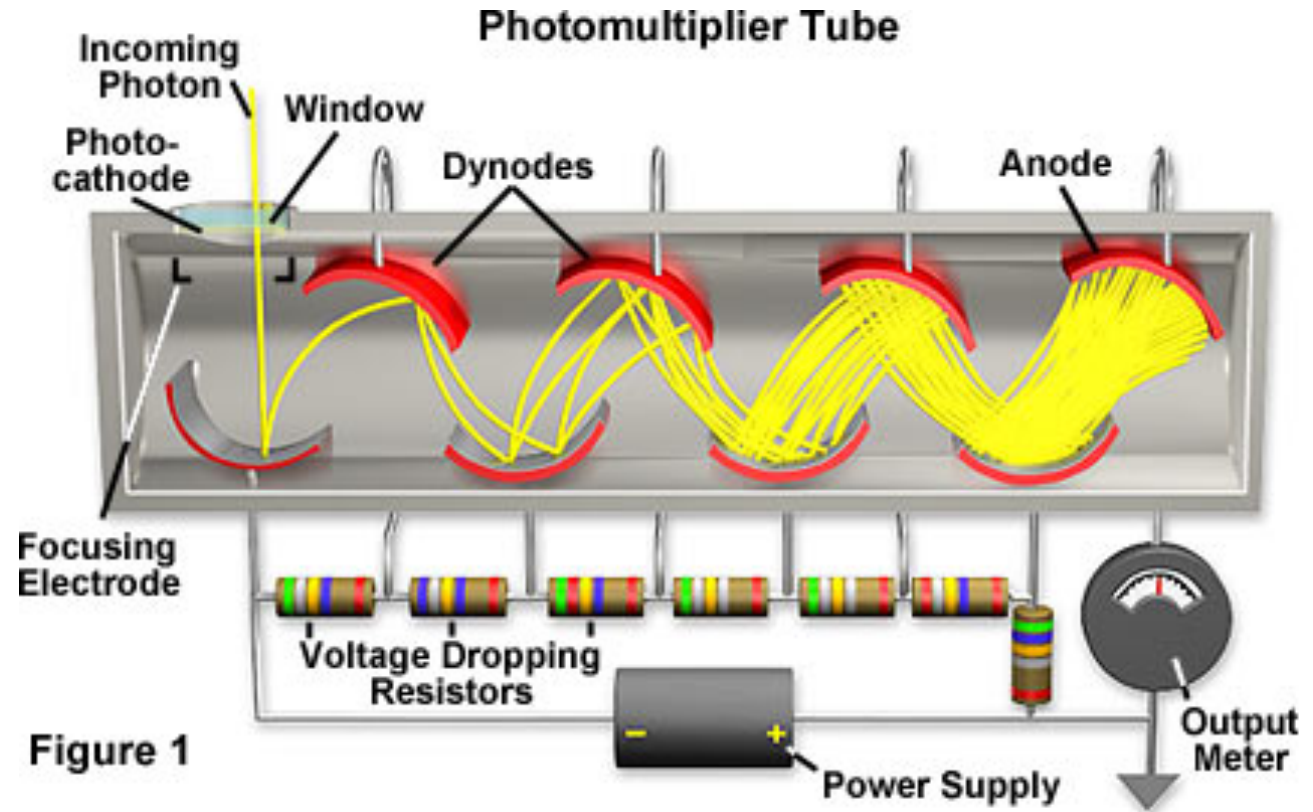 Photomultiplier Tube
Incoming
Photon
Window
Photo-
cathode
Dynodes
Anode
Focusing
Electrode
Voltage Dropping
Resistors
Figure 1
−
+
Power Supply
Output
Meter